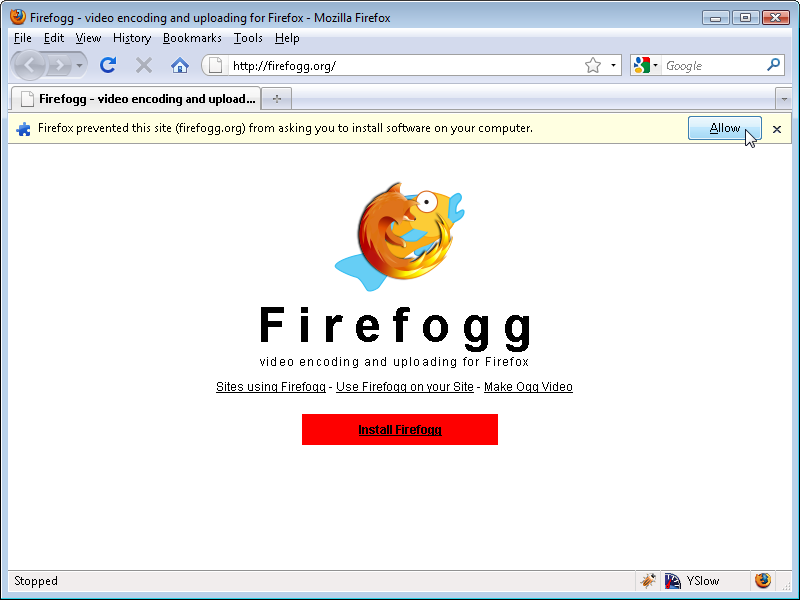 Firefogg - video encoding and uploading for Firefox - Mozilla Firefox
File Edit View History Bookmarks Tools Help
http://firefogg.org/
Google
Firefogg - video encoding and upload...
Firefox prevented this site (firefogg.org) from asking you to install software on your computer.
Allow
Firefogg
video encoding and uploading for Firefox
Sites using Firefogg - Use Firefogg on your Site - Make Ogg Video
Install Firefogg
Stopped
YSlow